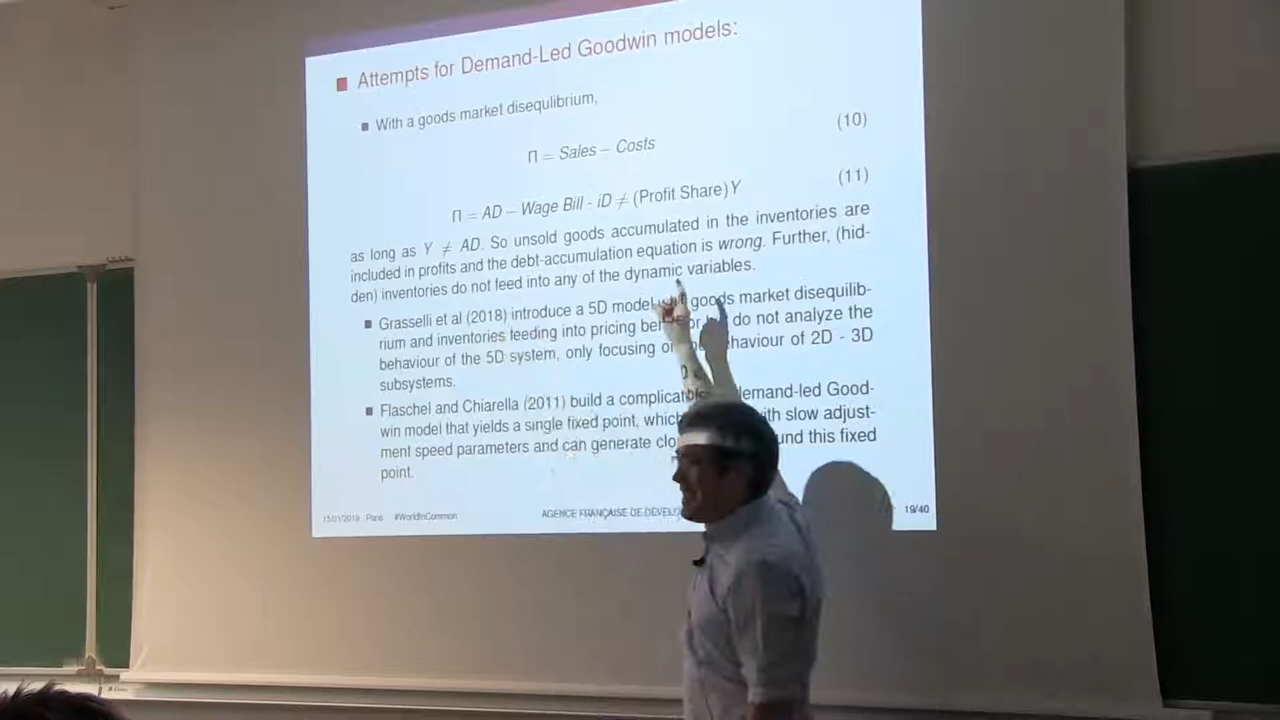 Attempts for Demand-Led Goodwin models:
With a goods market disequlibrium,
Π = Sales – Costs (10)
Π = AD – Wage Bill - iD ≠ (Profit Share)Y (11)
as long as Y ≠ AD. So unsold goods accumulated in the inventories are
included in profits and the debt-accumulation equation is wrong. Further, (hid-
den) inventories do not feed into any of the dynamic variables.
Grasselli et al (2018) introduce a 5D model goods market disequilib-
rium and inventories feeding into pricing do not analyze the
behaviour of the 5D system, only focusing of 2D - 3D
subsystems.
Flaschel and Chiarella (2011) build a demand-led Good-
win model that yields a single fixed point, which with slow adjust-
ment speed parameters and can generate this fixed
point.
15/01/2019 Paris #WorldInCommon AGENCE FRANÇAISE DE 19/40